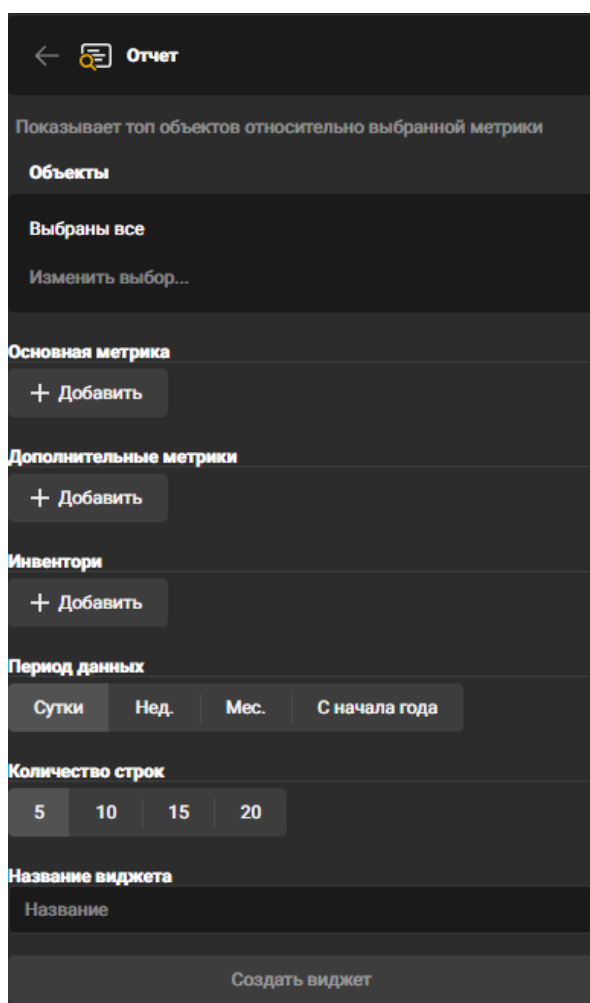 Отчет
Показывает топ объектов относительно выбранной метрики
Объекты
Выбраны все
Изменить выбор...
Основная метрика
+ Добавить
Дополнительные метрики
+ Добавить
Инвентори
+ Добавить
Период данных
Сутки Нед. Мес. С начала года
Количество строк
5 10 15 20
Название виджета
Название
Создать виджет